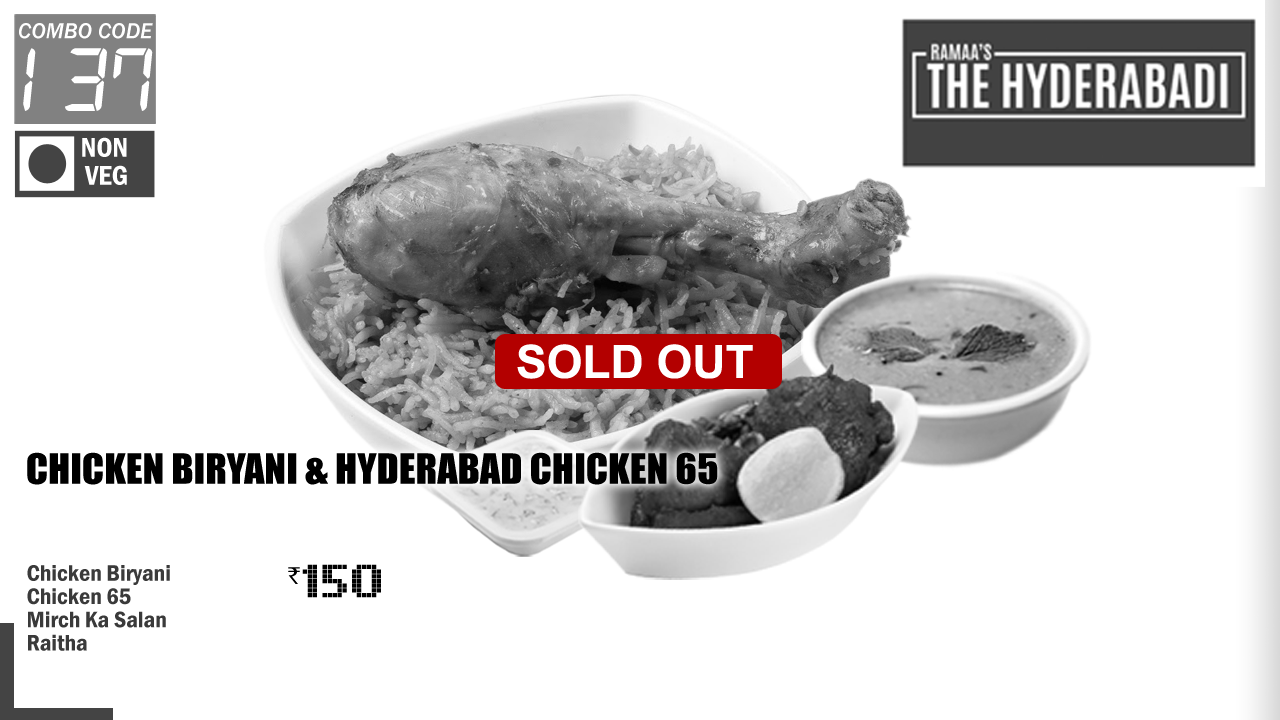 COMBO CODE
137
NON
VEG
RAMAA'S
THE HYDERABADI
SOLD OUT
CHICKEN BIRYANI & HYDERABAD CHICKEN 65
Chicken Biryani
Chicken 65
Mirch Ka Salan
Raitha
₹150